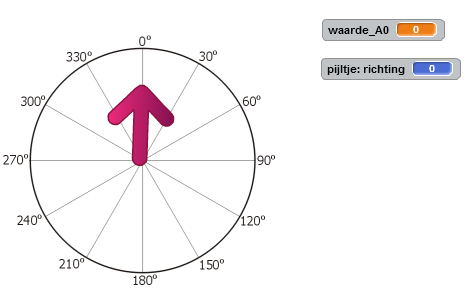 0º
30º
60º
90º
120º
150º
180º
210º
240º
270º
300º
330º
waarde_A0 0
pijltje: richting 0